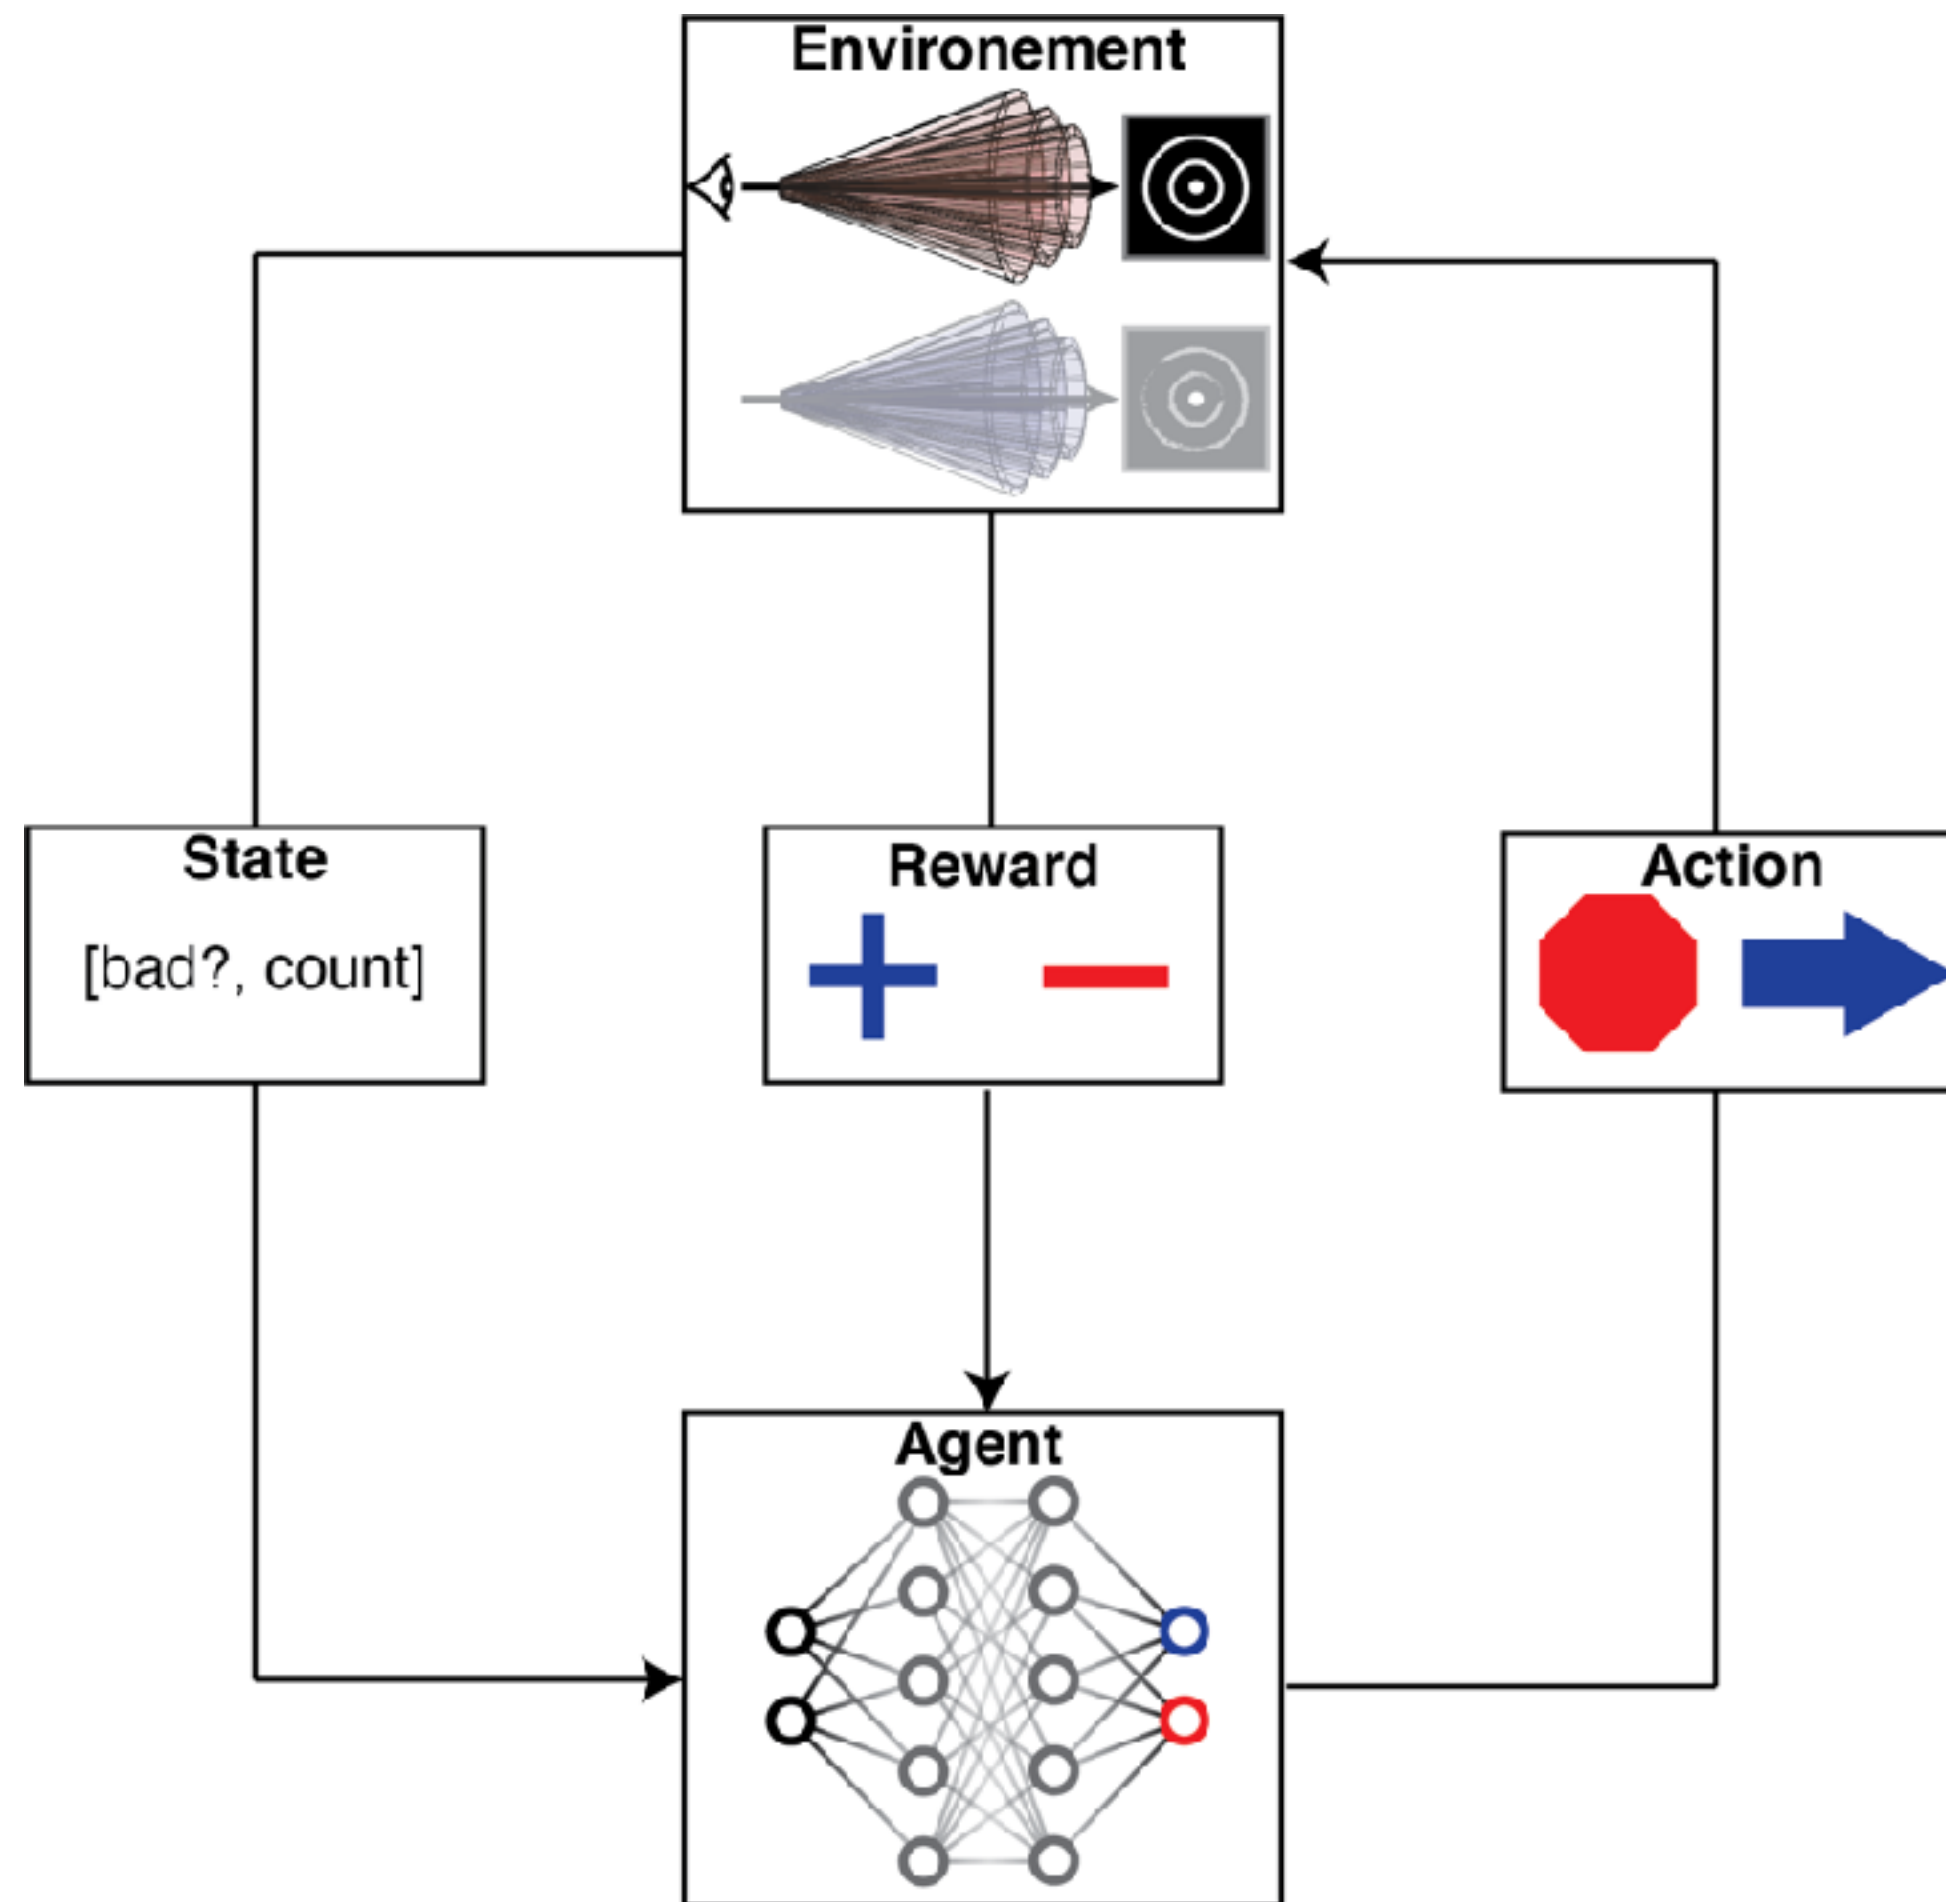 Environement
State
[bad?, count]
Reward
Action
Agent